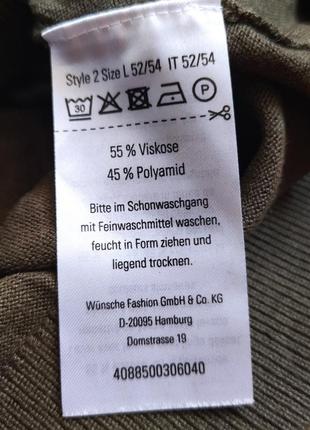 Style 2 Size L 52/54 IT 52/54
30 P
55 % Viskose
45 % Polyamid
Bitte im Schonwaschgang
mit Feinwaschmittel waschen,
feucht in Form ziehen und
liegend trocknen.
Wünsche Fashion GmbH & Co. KG
D-20095 Hamburg
Domstrasse 19
4088500306040